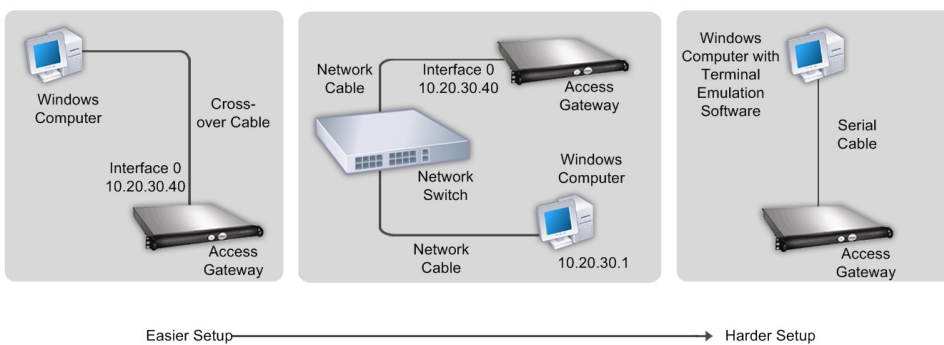 Windows
Computer
Cross-
over Cable
Interface 0
10.20.30.40
Access
Gateway
Network
Cable
Interface 0
10.20.30.40
Access
Gateway
Network
Switch
Windows
Computer
Network
Cable
10.20.30.1
Windows
Computer with
Terminal
Emulation
Software
Serial
Cable
Access
Gateway
Easier Setup
Harder Setup